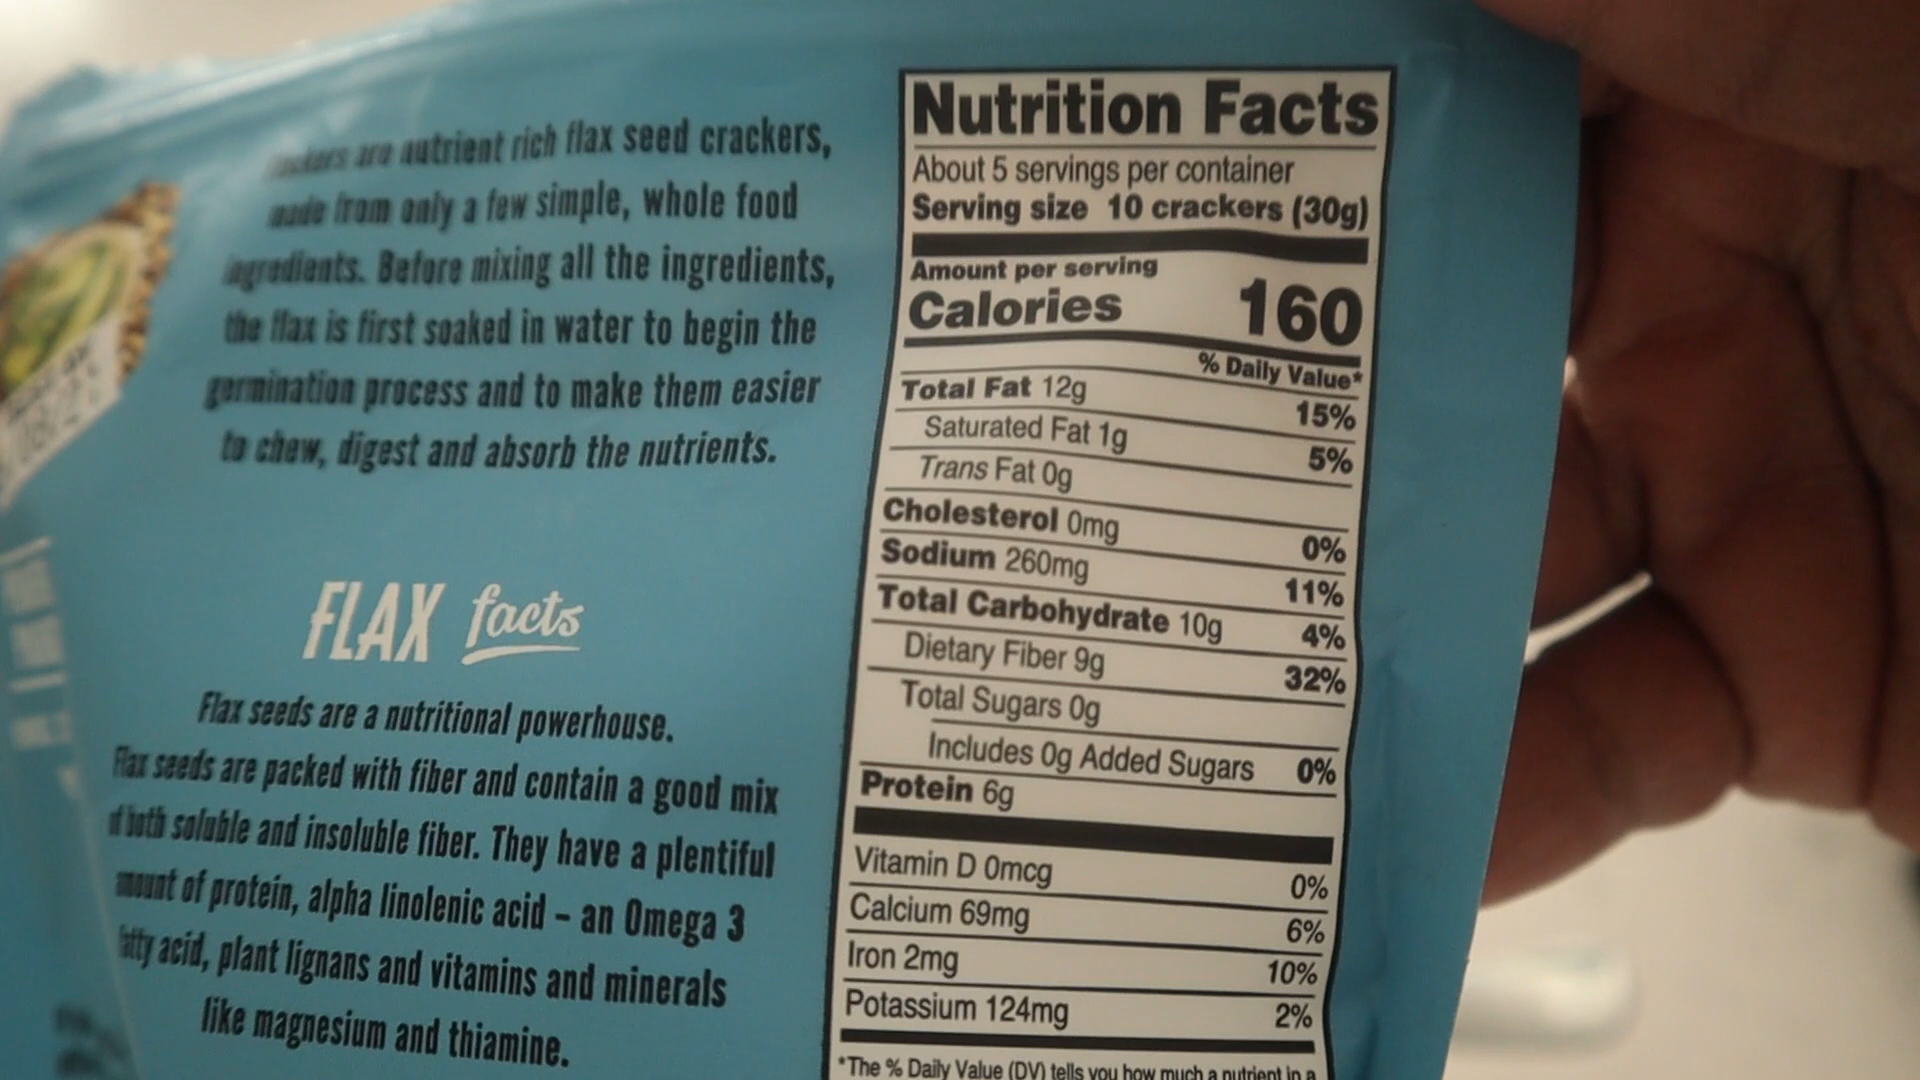 are nutrient rich flax seed crackers,
made from only a few simple, whole food
ingredients. Before mixing all the ingredients,
the flax is first soaked in water to begin the
germination process and to make them easier
to chew, digest and absorb the nutrients.
FLAX facts
Flax seeds are a nutritional powerhouse.
Flax seeds are packed with fiber and contain a good mix
of both soluble and insoluble fiber. They have a plentiful
amount of protein, alpha linolenic acid – an Omega 3
fatty acid, plant lignans and vitamins and minerals
like magnesium and thiamine.
Nutrition Facts
About 5 servings per container
Serving size 10 crackers (30g)
Amount per serving
Calories 160
% Daily Value*
Total Fat 12g 15%
Saturated Fat 1g 5%
Trans Fat 0g
Cholesterol 0mg 0%
Sodium 260mg 11%
Total Carbohydrate 10g 4%
Dietary Fiber 9g 32%
Total Sugars 0g
Includes 0g Added Sugars 0%
Protein 6g
Vitamin D 0mcg 0%
Calcium 69mg 6%
Iron 2mg 10%
Potassium 124mg 2%
*The % Daily Value (DV) tells you how much a nutrient in a